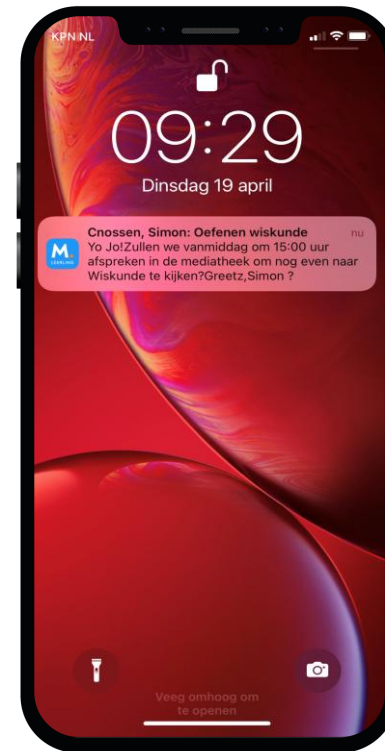 KPN NL
09:29
Dinsdag 19 april
Cnossen, Simon: Oefenen wiskunde nu
M.
LEERLING
Yo Jo!Zullen we vanmiddag om 15:00 uur
afspreken in de mediatheek om nog even naar
Wiskunde te kijken?Greetz,Simon ?
Veeg omhoog om
te openen